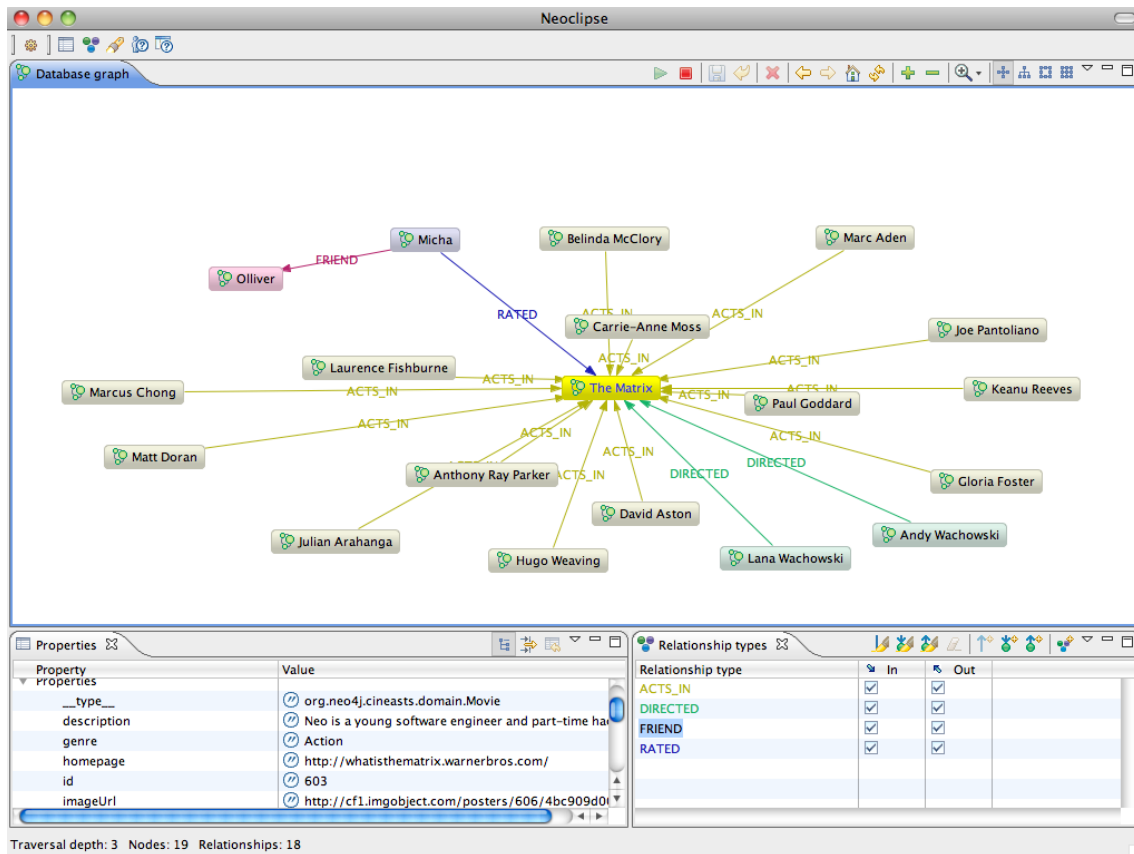 Neoclipse
Database graph
Micha
Belinda McClory
Marc Aden
FRIEND
Olliver
RATED
ACTS_IN
ACTS_IN
Carrie-Anne Moss
Joe Pantoliano
ACTS_IN
ACTS_IN
Laurence Fishburne
ACTS_IN
The Matrix
Marcus Chong
ACTS_IN
ACTS_IN
ACTS_IN
Keanu Reeves
Paul Goddard
ACTS_IN
ACTS_IN
ACTS_IN
Matt Doran
ACTS_IN
DIRECTED
DIRECTED
Anthony Ray Parker
ACTS_IN
Gloria Foster
David Aston
Julian Arahanga
Andy Wachowski
Hugo Weaving
Lana Wachowski
Properties
Property Value
Properties
__type__ org.neo4j.cineasts.domain.Movie
description Neo is a young software engineer and part-time
genre Action
homepage http://whatisthematrix.warnerbros.com/
id 603
imageUrl http://cf1.imgobject.com/posters/606/4bc909d0
Relationship types
Relationship type In Out
ACTS_IN
DIRECTED
FRIEND
RATED
Traversal depth: 3 Nodes: 19 Relationships: 18